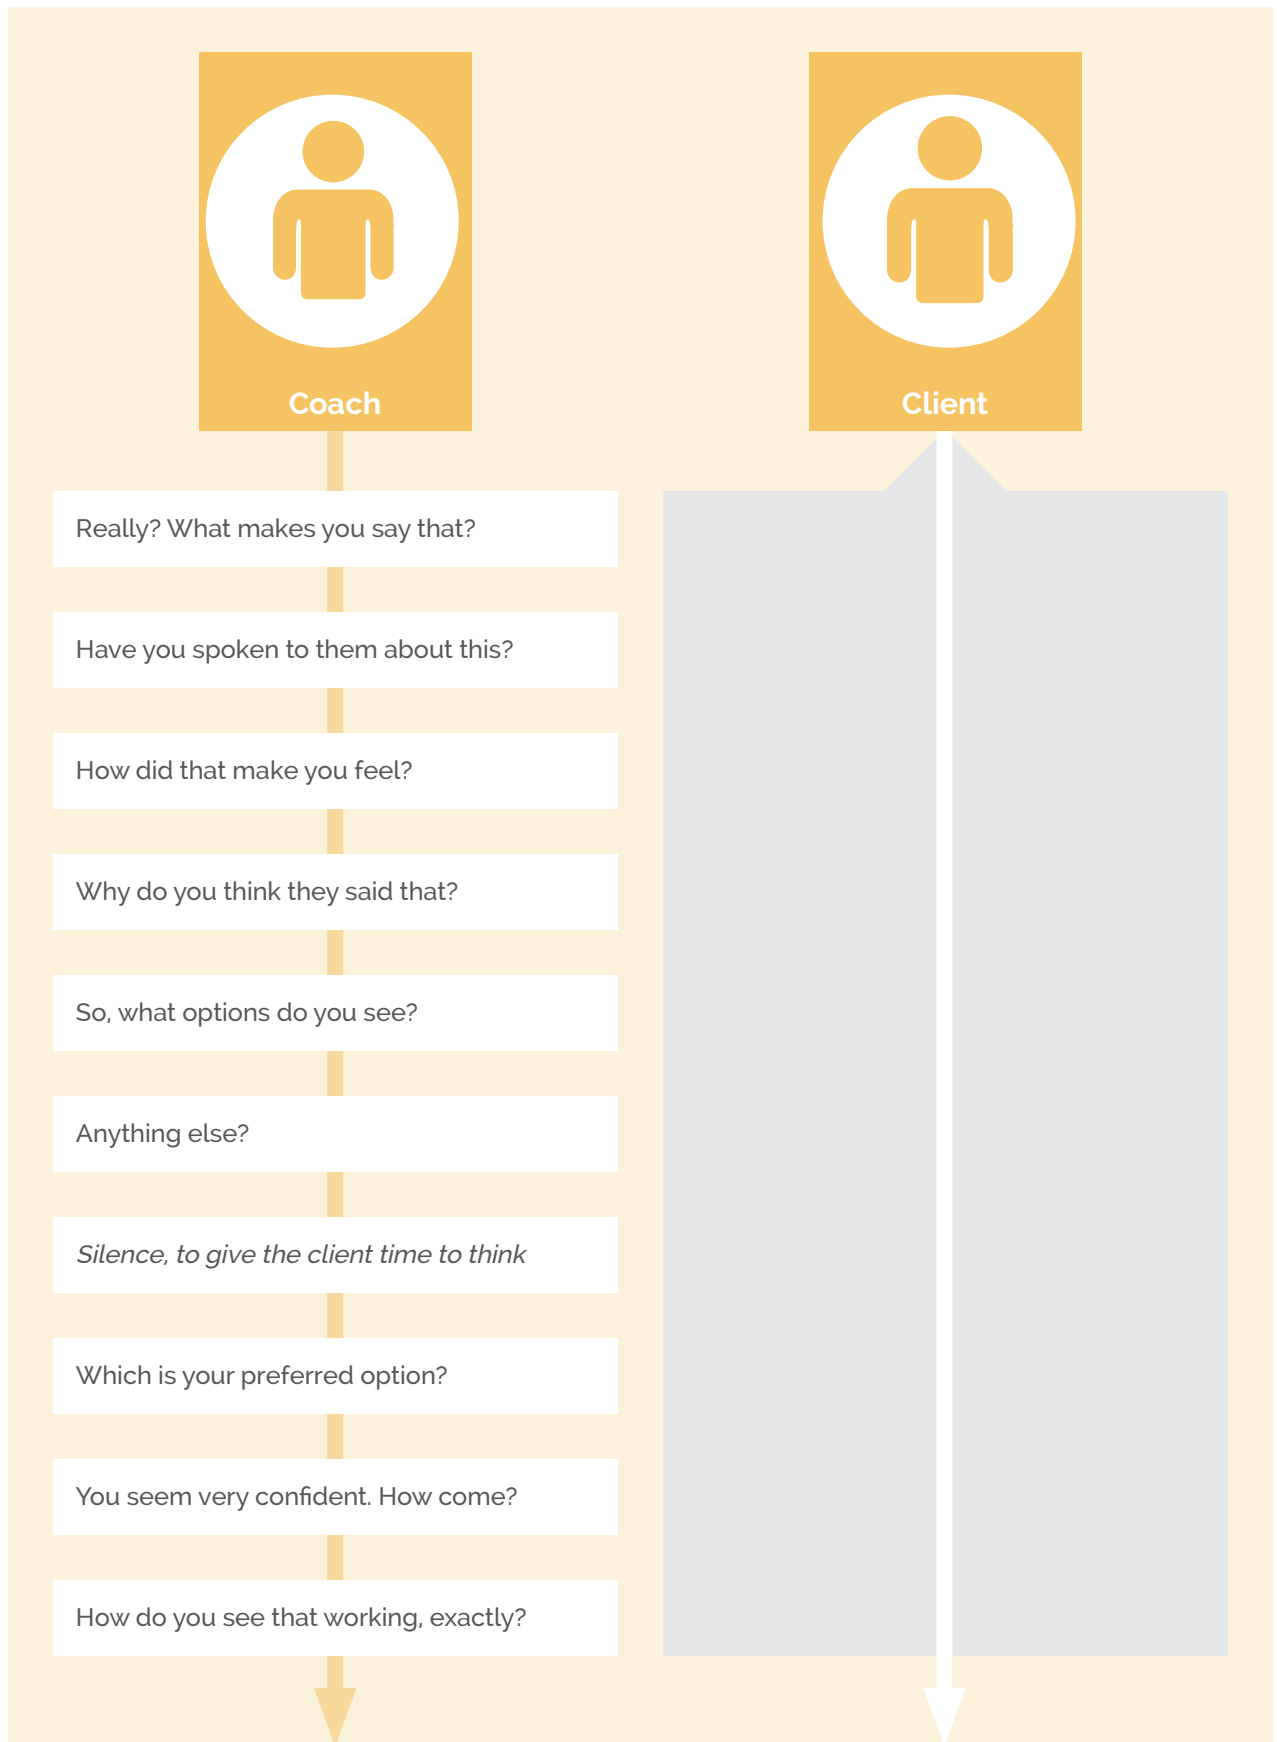 Coach
Client
Really? What makes you say that?
Have you spoken to them about this?
How did that make you feel?
Why do you think they said that?
So, what options do you see?
Anything else?
Silence, to give the client time to think
Which is your preferred option?
You seem very confident. How come?
How do you see that working, exactly?